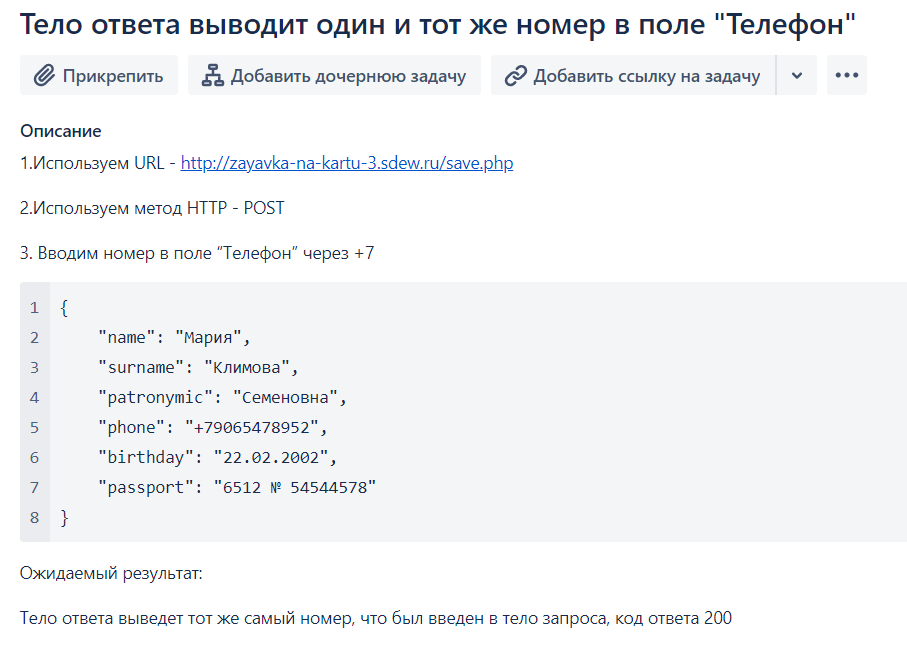 Тело ответа выводит один и тот же номер в поле "Телефон"
Прикрепить Добавить дочернюю задачу Добавить ссылку на задачу
Описание
1.Используем URL - http://zayavka-na-kartu-3.sdew.ru/save.php
2.Используем метод HTTP - POST
3. Вводим номер в поле “Телефон” через +7
1 {
2 "name": "Мария",
3 "surname": "Климова",
4 "patronymic": "Семеновна",
5 "phone": "+79065478952",
6 "birthday": "22.02.2002",
7 "passport": "6512 № 54544578"
8 }
Ожидаемый результат:
Тело ответа выведет тот же самый номер, что был введен в тело запроса, код ответа 200